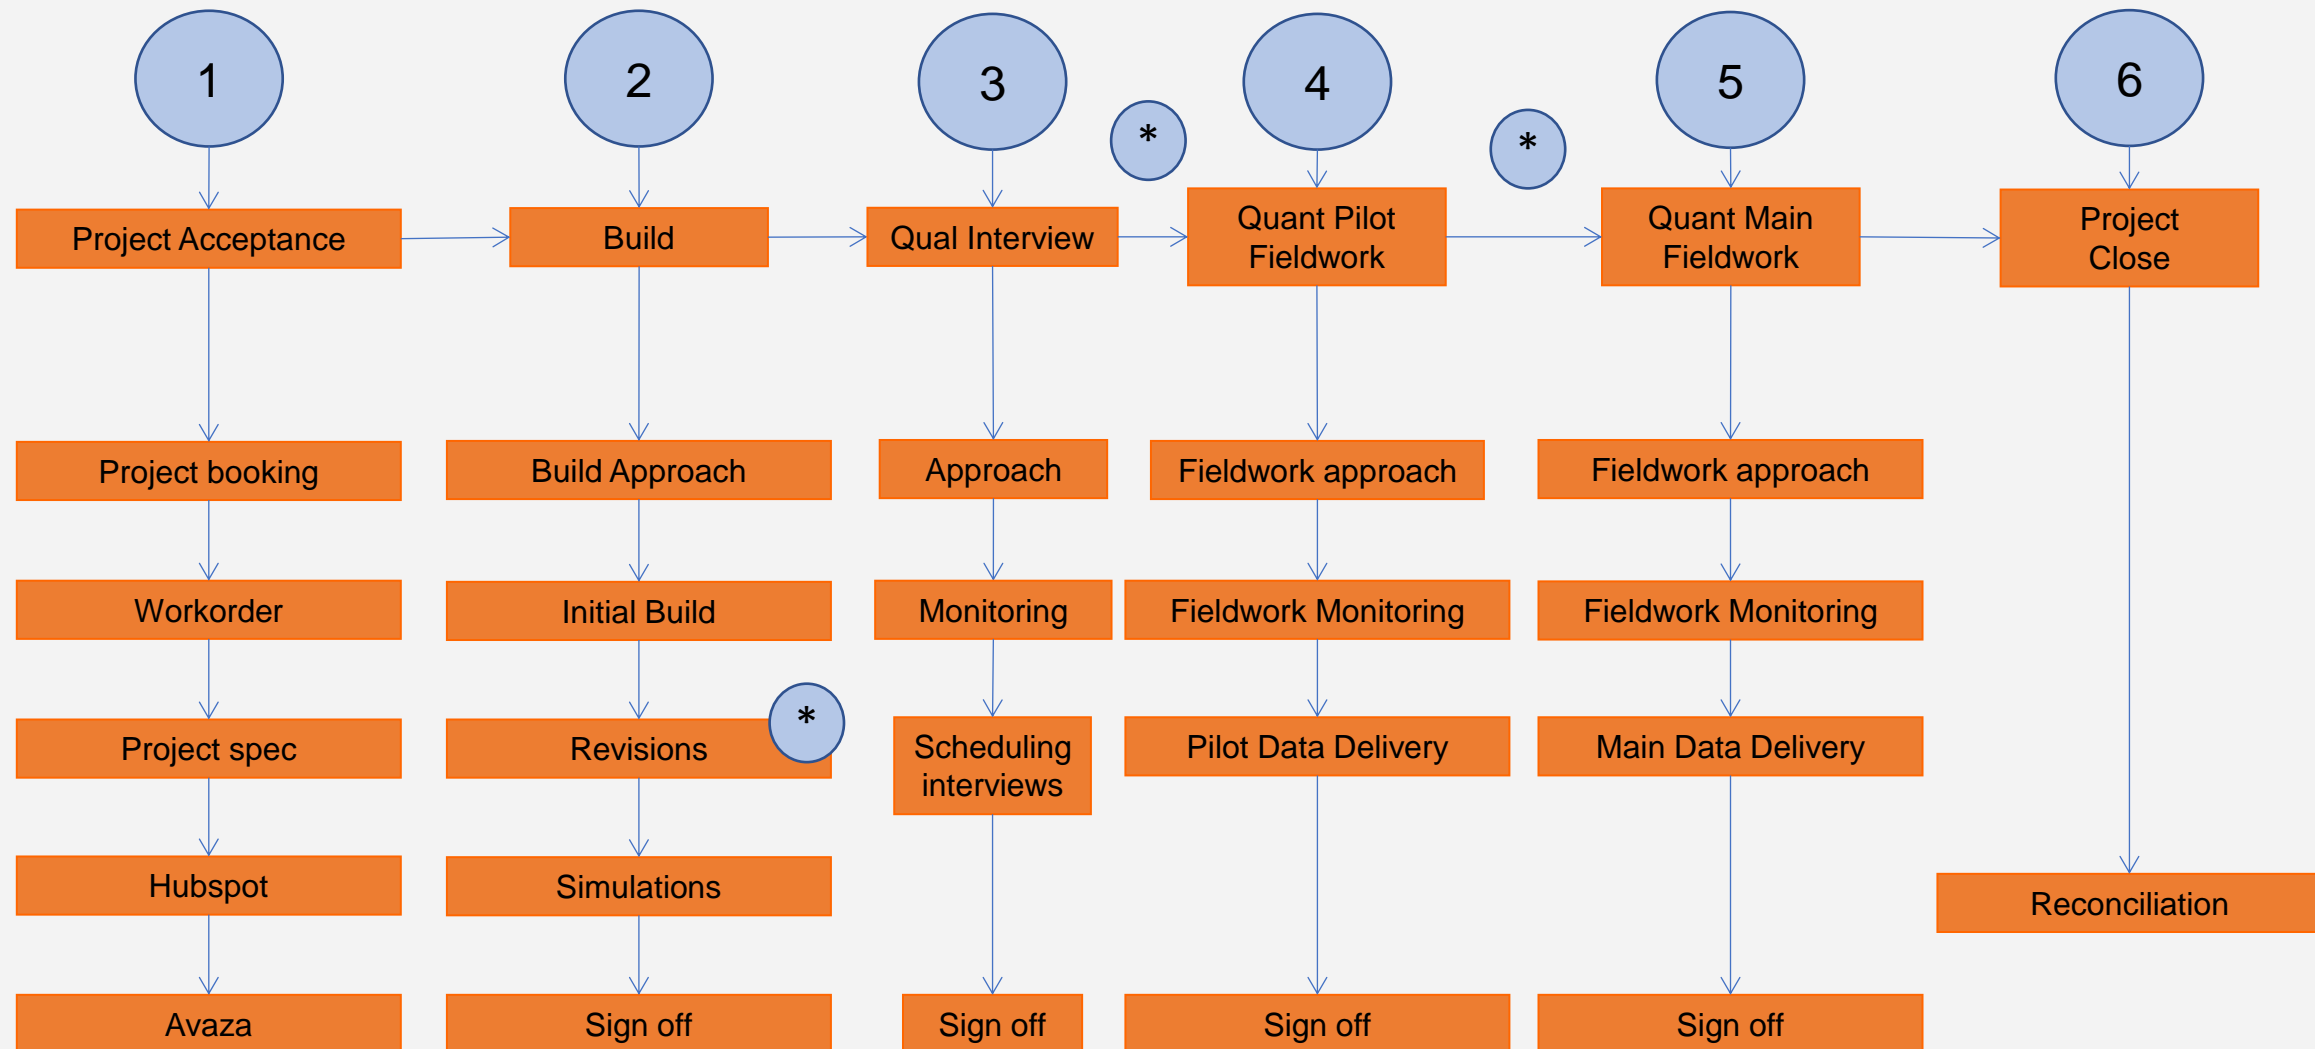 1
2
3
4
5
6
*
*
Project Acceptance
Build
Qual Interview
Quant Pilot
Fieldwork
Quant Main
Fieldwork
Project
Close
Project booking
Build Approach
Approach
Fieldwork approach
Fieldwork approach
Workorder
Initial Build
Monitoring
Fieldwork Monitoring
Fieldwork Monitoring
Project spec
Revisions
*
Scheduling
interviews
Pilot Data Delivery
Main Data Delivery
Hubspot
Simulations
Reconciliation
Avaza
Sign off
Sign off
Sign off
Sign off